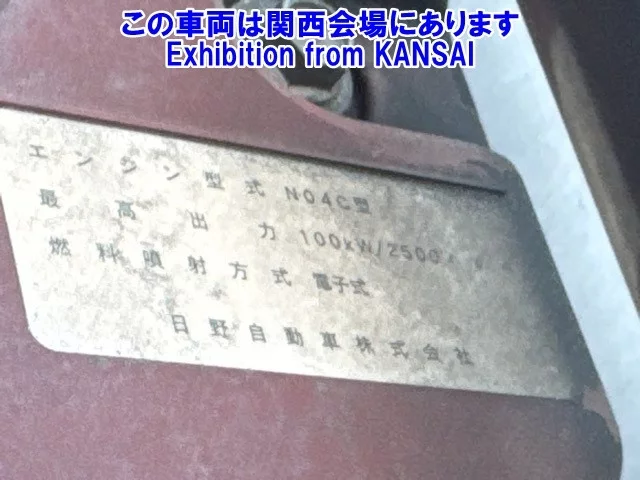 この車両は関西会場にあります
Exhibition from KANSAI
エンジン型式 N04C型
最高出力 100kW/2500
燃料噴射方式 電子式
日野自動車株式会社